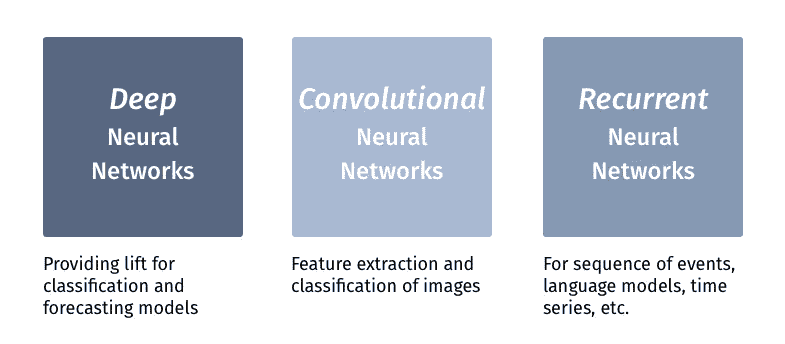 Deep
Neural
Networks
Providing lift for
classification and
forecasting models
Convolutional
Neural
Networks
Feature extraction and
classification of images
Recurrent
Neural
Networks
For sequence of events,
language models, time
series, etc.